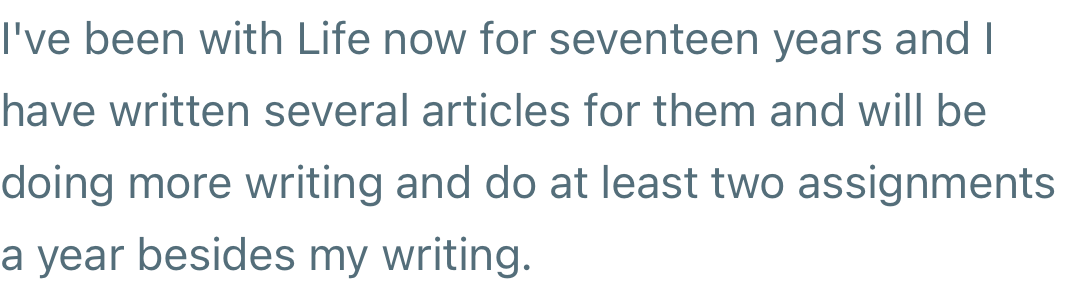 I've been with Life now for seventeen years and I
have written several articles for them and will be
doing more writing and do at least two assignments
a year besides my writing.